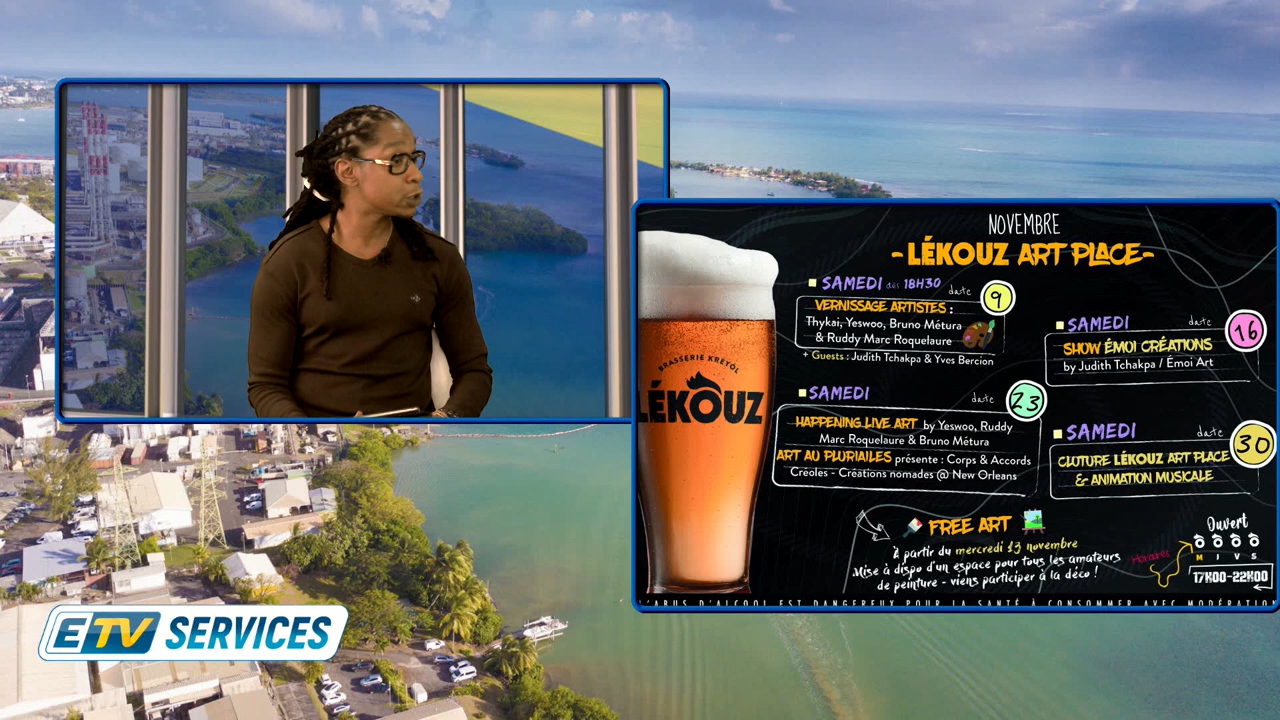 NOVEMBRE
-LÉKOUZ ART PLACE-
SAMEDI dès 18H30 date 9
VERNISSAGE ARTISTES :
Thykai, Yeswoo, Bruno Métura
& Ruddy Marc Roquelaure
+ Guests : Judith Tchakpa & Yves Bercion
SAMEDI date 16
SHOW ÉMOI CRÉATIONS
by Judith Tchakpa / Émoi Art
BRASSERIE KREYÒL
LÉKOUZ
SAMEDI date 23
HAPPENING LIVE ART by Yeswoo, Ruddy
Marc Roquelaure & Bruno Métura
ART AU PLURIAILES présente : Corps & Accords
Créoles - Créations nomades @ New Orleans
SAMEDI date 30
CLOTURE LÉKOUZ ART PLACE
& ANIMATION MUSICALE
FREE ART
À partir du mercredi 13 novembre
Mise à dispo d'un espace pour tous les amateurs
de peinture - viens participer à la déco !
Horaires
Ouvert
M I V S
17H00-22H00
L'ABUS D'ALCOOL EST DANGEREUX POUR LA SANTÉ À CONSOMMER AVEC MODÉRATION
ETV SERVICES